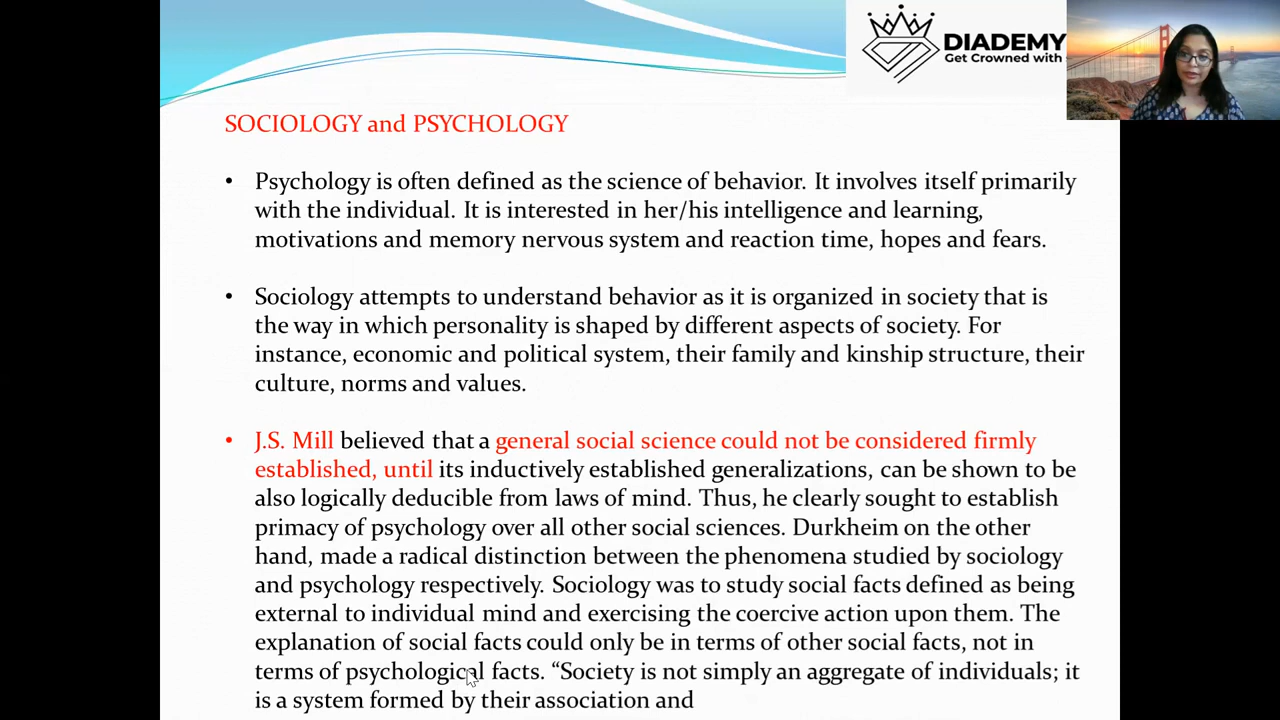 DIADEMY
Get Crowned with
SOCIOLOGY and PSYCHOLOGY
• Psychology is often defined as the science of behavior. It involves itself primarily
with the individual. It is interested in her/his intelligence and learning,
motivations and memory nervous system and reaction time, hopes and fears.
• Sociology attempts to understand behavior as it is organized in society that is
the way in which personality is shaped by different aspects of society. For
instance, economic and political system, their family and kinship structure, their
culture, norms and values.
• J.S. Mill believed that a general social science could not be considered firmly
established, until its inductively established generalizations, can be shown to be
also logically deducible from laws of mind. Thus, he clearly sought to establish
primacy of psychology over all other social sciences. Durkheim on the other
hand, made a radical distinction between the phenomena studied by sociology
and psychology respectively. Sociology was to study social facts defined as being
external to individual mind and exercising the coercive action upon them. The
explanation of social facts could only be in terms of other social facts, not in
terms of psychological facts. “Society is not simply an aggregate of individuals; it
is a system formed by their association and